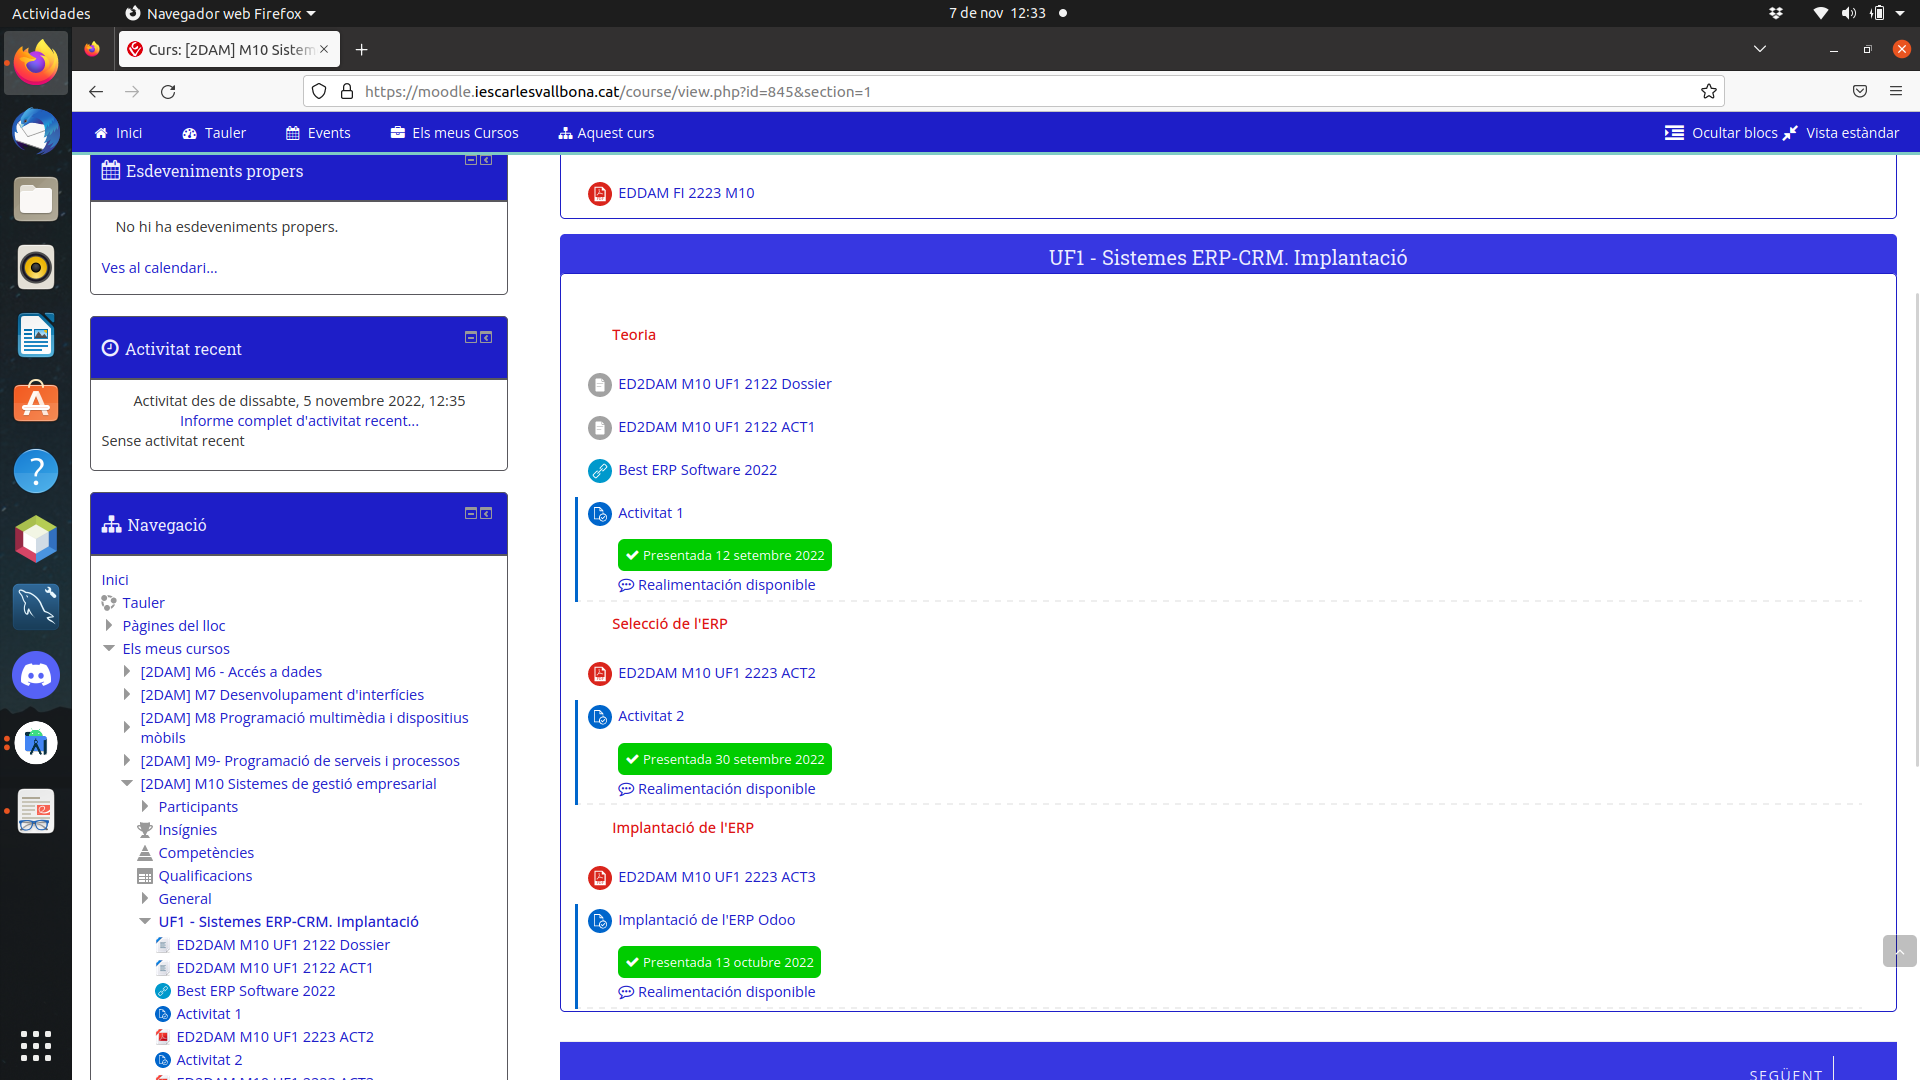 Actividades
Navegador web Firefox
7 de nov 12:33
Curs: [2DAM] M10 Sistem
https://moodle.iescarlesvallbona.cat/course/view.php?id=845&section=1
Inici
Tauler
Events
Els meus Cursos
Aquest curs
Ocultar blocs
Vista estàndar
Esdeveniments propers
No hi ha esdeveniments propers.
Ves al calendari...
Activitat recent
Activitat des de dissabte, 5 novembre 2022, 12:35
Informe complet d'activitat recent...
Sense activitat recent
Navegació
Inici
Tauler
Pàgines del lloc
Els meus cursos
[2DAM] M6 - Accés a dades
[2DAM] M7 Desenvolupament d'interfícies
[2DAM] M8 Programació multimèdia i dispositius
mòbils
[2DAM] M9- Programació de serveis i processos
[2DAM] M10 Sistemes de gestió empresarial
Participants
Insígnies
Competències
Qualificacions
General
UF1 - Sistemes ERP-CRM. Implantació
ED2DAM M10 UF1 2122 Dossier
ED2DAM M10 UF1 2122 ACT1
Best ERP Software 2022
Activitat 1
ED2DAM M10 UF1 2223 ACT2
Activitat 2
ED2DAM M10 UF1 2223 ACT3
EDDAM FI 2223 M10
UF1 - Sistemes ERP-CRM. Implantació
Teoria
ED2DAM M10 UF1 2122 Dossier
ED2DAM M10 UF1 2122 ACT1
Best ERP Software 2022
Activitat 1
Presentada 12 setembre 2022
Realimentación disponible
Selecció de l'ERP
ED2DAM M10 UF1 2223 ACT2
Activitat 2
Presentada 30 setembre 2022
Realimentación disponible
Implantació de l'ERP
ED2DAM M10 UF1 2223 ACT3
Implantació de l'ERP Odoo
Presentada 13 octubre 2022
Realimentación disponible
SEGÜENT